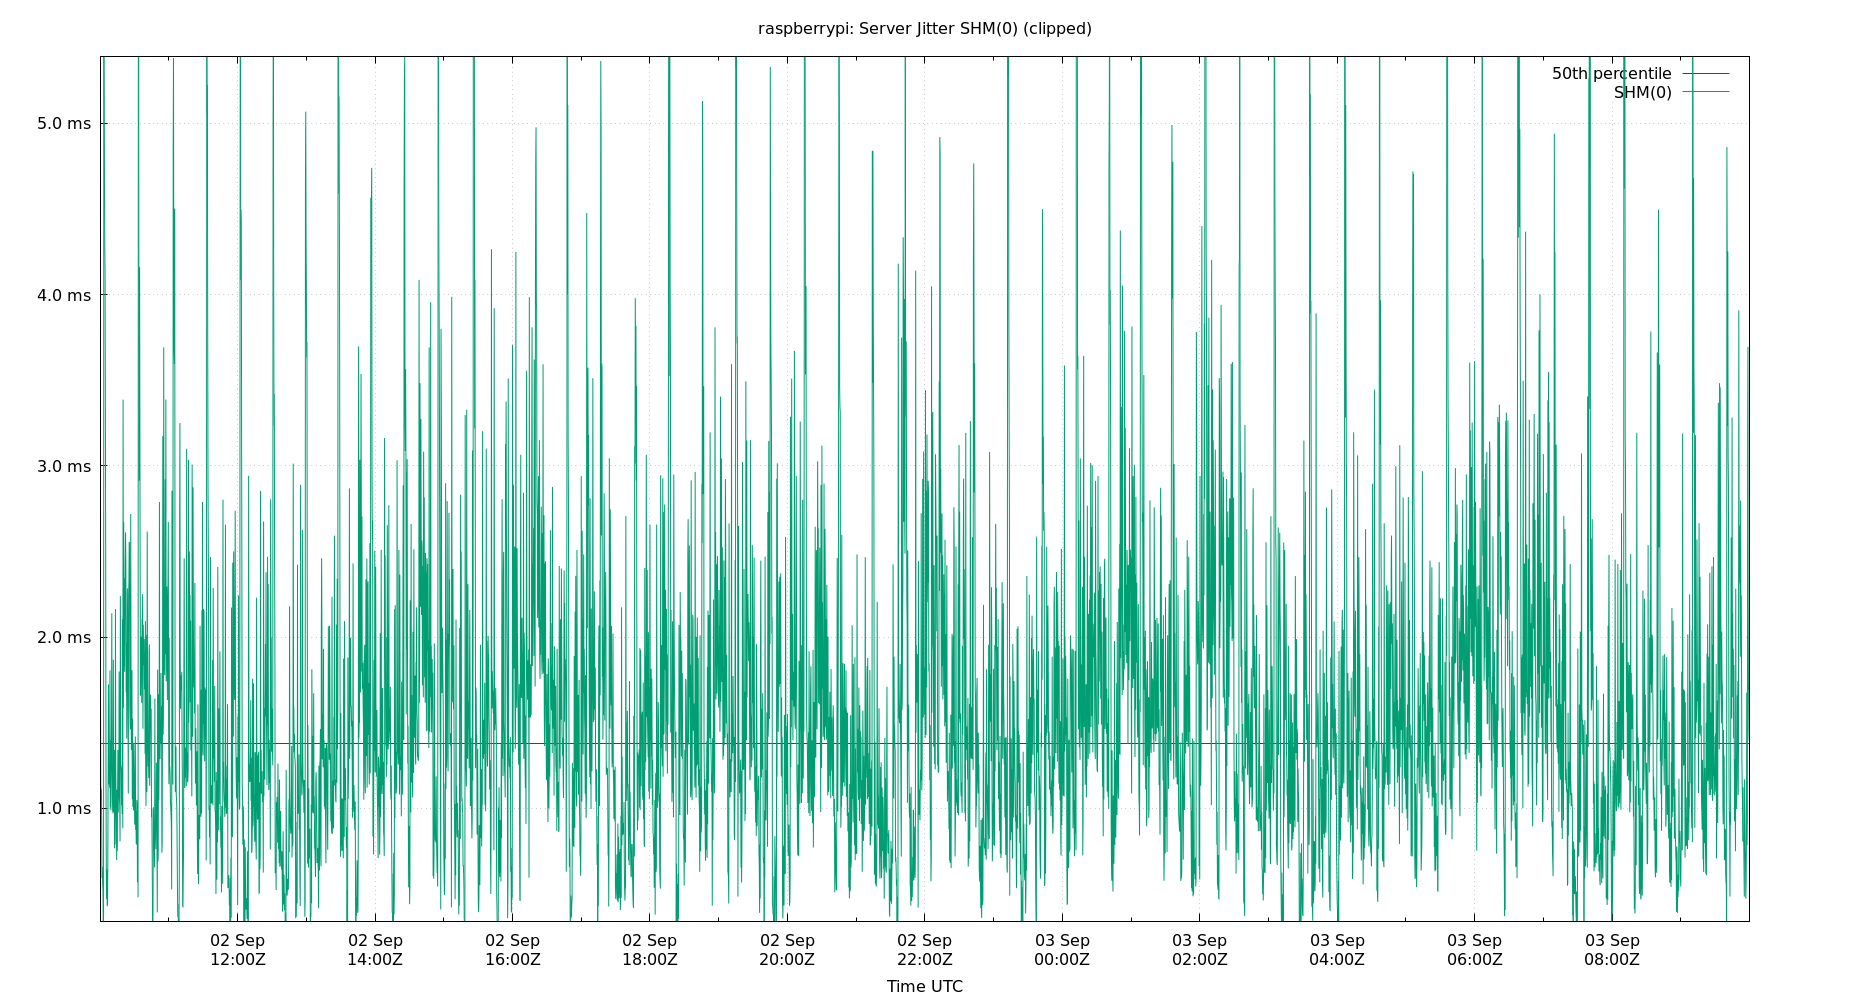 raspberrypi: Server Jitter SHM(0) (clipped)
50th percentile
SHM(0)
5.0 ms
4.0 ms
3.0 ms
2.0 ms
1.0 ms
02 Sep 02 Sep 02 Sep 02 Sep 02 Sep 02 Sep 03 Sep 03 Sep 03 Sep 03 Sep 03 Sep
12:00Z 14:00Z 16:00Z 18:00Z 20:00Z 22:00Z 00:00Z 02:00Z 04:00Z 06:00Z 08:00Z
Time UTC